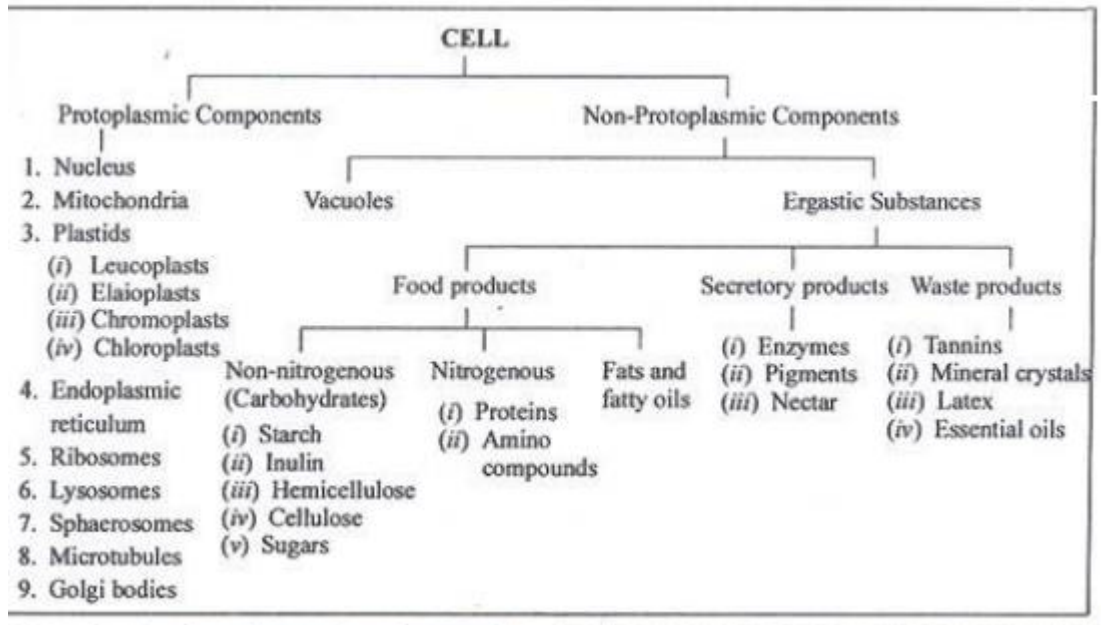 CELL
Protoplasmic Components
Non-Protoplasmic Components
1. Nucleus
2. Mitochondria
3. Plastids
(i) Leucoplasts
(ii) Elaioplasts
(iii) Chromoplasts
(iv) Chloroplasts
4. Endoplasmic
reticulum
5. Ribosomes
6. Lysosomes
7. Sphaerosomes
8. Microtubules
9. Golgi bodies
Vacuoles
Ergastic Substances
Food products
Secretory products
Waste products
Non-nitrogenous
(Carbohydrates)
(i) Starch
(ii) Inulin
(iii) Hemicellulose
(iv) Cellulose
(v) Sugars
Nitrogenous
(i) Proteins
(ii) Amino
compounds
Fats and
fatty oils
(i) Enzymes
(ii) Pigments
(iii) Nectar
(i) Tannins
(ii) Mineral crystals
(iii) Latex
(iv) Essential oils